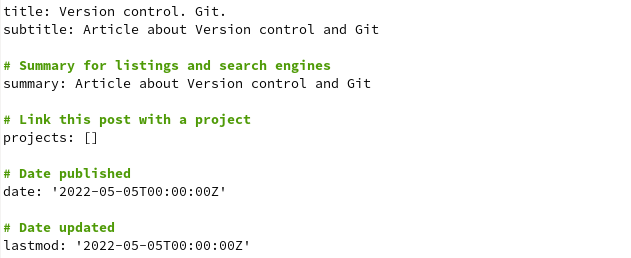 title: Version control. Git.
subtitle: Article about Version control and Git
# Summary for listings and search engines
summary: Article about Version control and Git
# Link this post with a project
projects: []
# Date published
date: '2022-05-05T00:00:00Z'
# Date updated
lastmod: '2022-05-05T00:00:00Z'